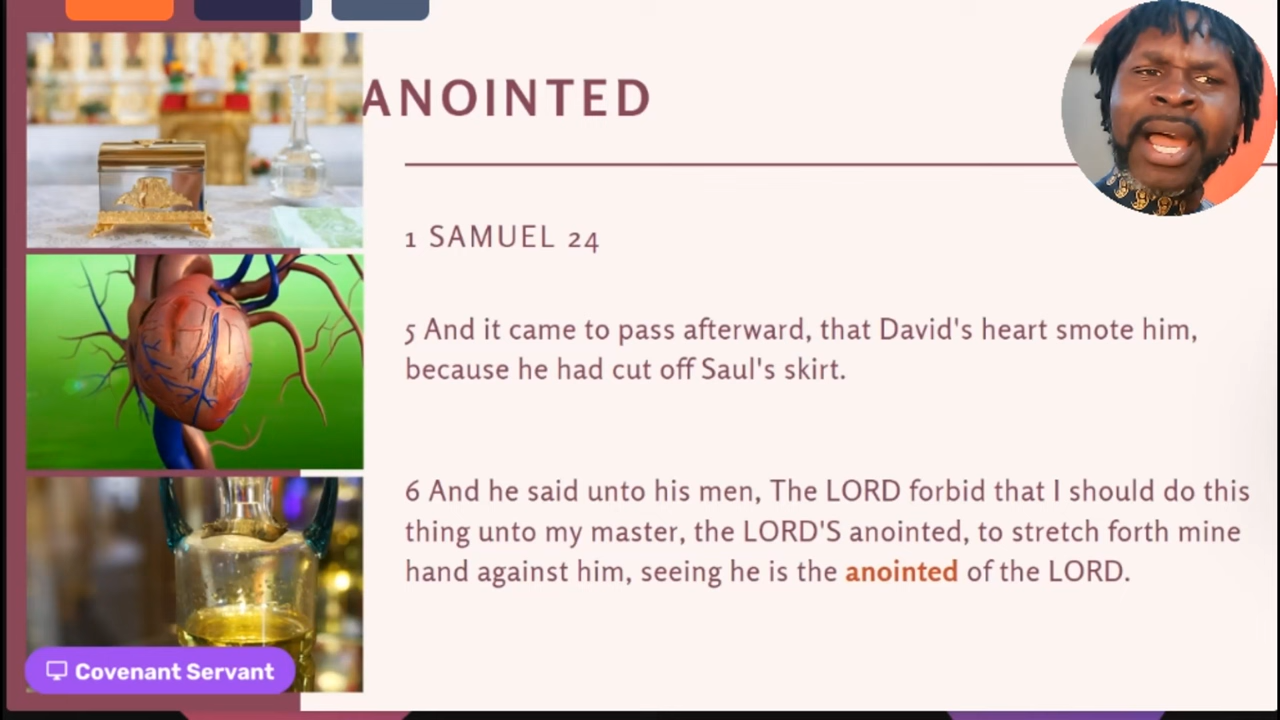 ANOINTED
1 SAMUEL 24
5 And it came to pass afterward, that David's heart smote him,
because he had cut off Saul's skirt.
6 And he said unto his men, The LORD forbid that I should do this
thing unto my master, the LORD'S anointed, to stretch forth mine
hand against him, seeing he is the anointed of the LORD.
Covenant Servant